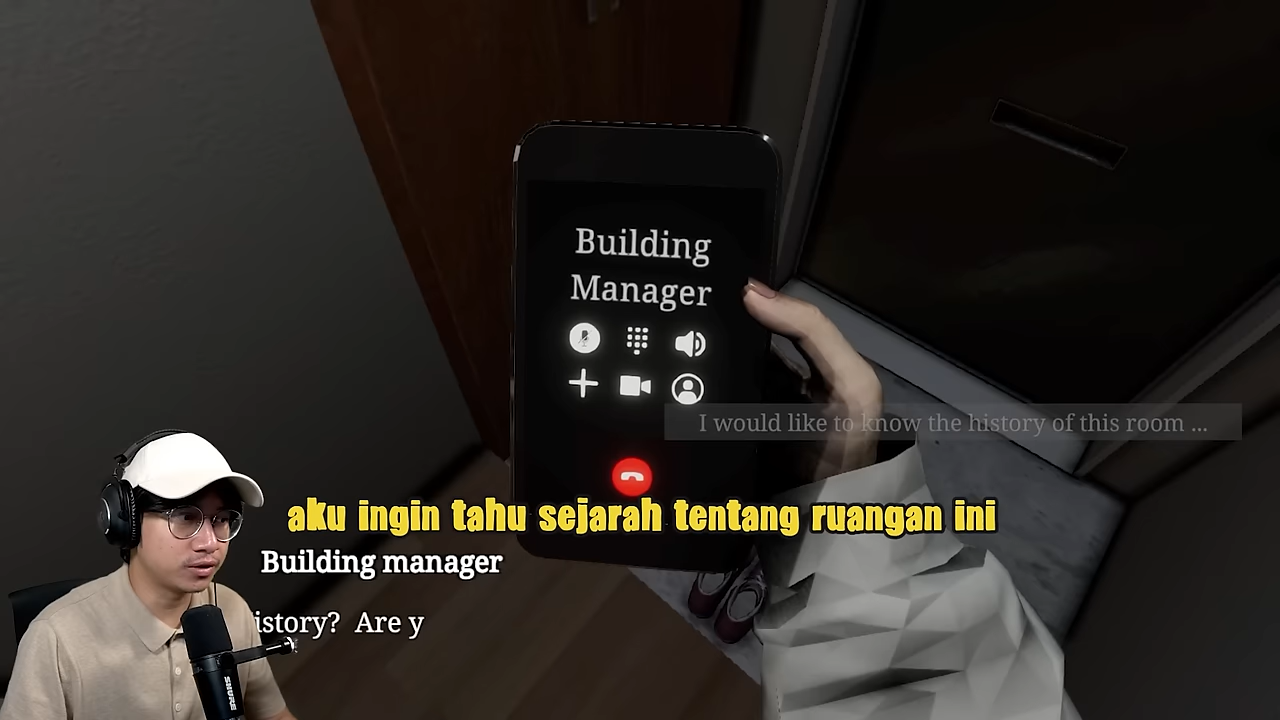 Building
Manager
I would like to know the history of this room ...
aku ingin tahu sejarah tentang ruangan ini
Building manager
istory? Are y
SHURE